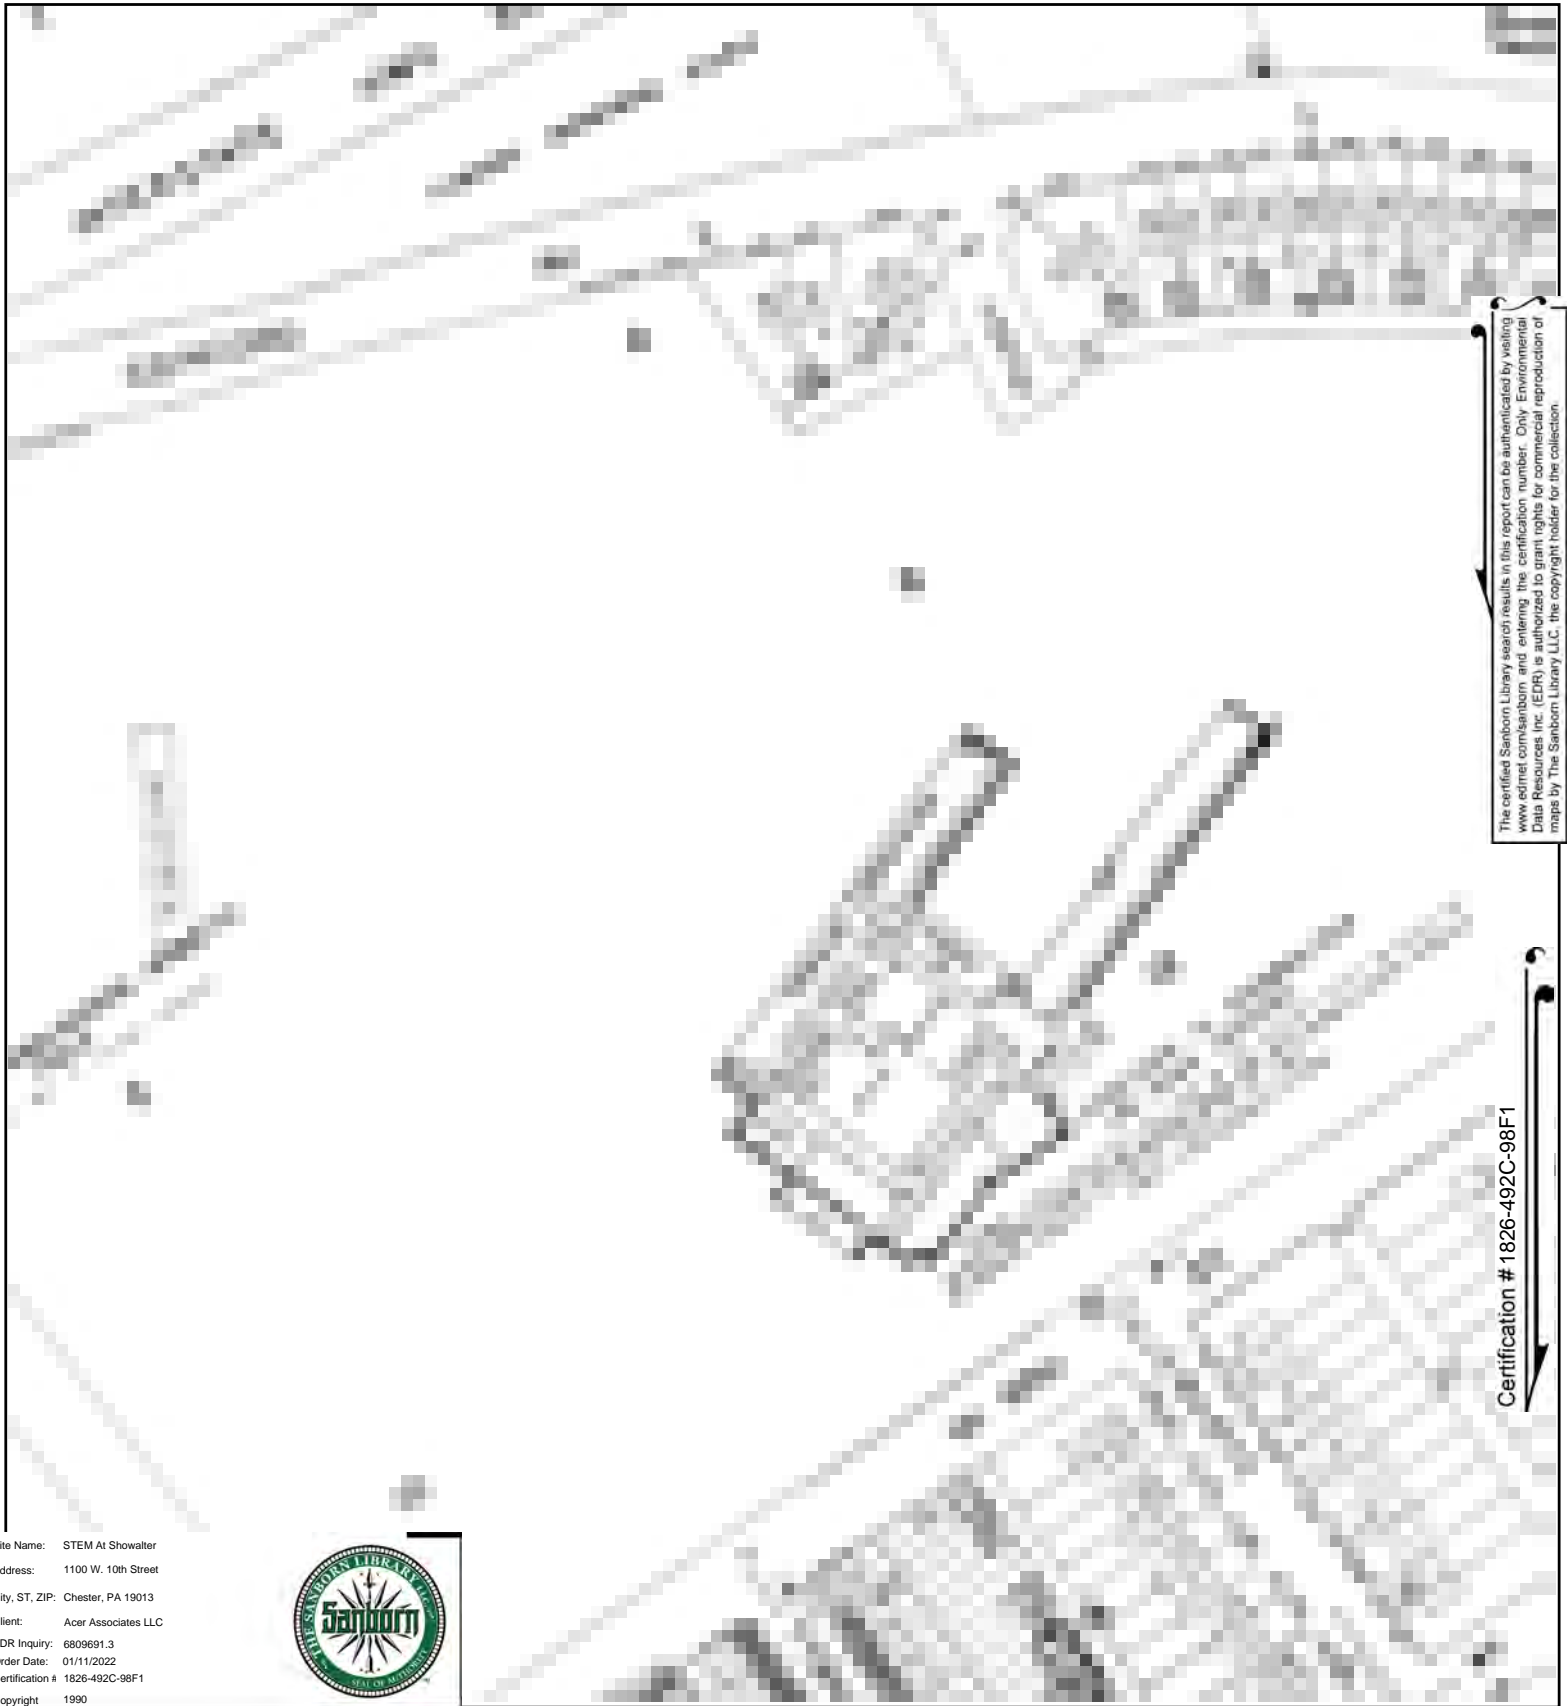 The certified Sanborn Library search results in this report can be authenticated by visiting
www.edrnet.com/sanborn and entering the certification number. Only Environmental
Data Resources Inc. (EDR) is authorized to grant rights for commercial reproduction of
maps by The Sanborn Library LLC, the copyright holder for the collection.
Certification # 1826-492C-98F1
ite Name: STEM At Showalter
ddress: 1100 W. 10th Street
ity, ST, ZIP: Chester, PA 19013
lient: Acer Associates LLC
DR Inquiry: 6809691.3
rder Date: 01/11/2022
ertification # 1826-492C-98F1
opyright 1990
THE SANBORN LIBRARY LLC
Sanborn
SEAL OF AUTHORITY